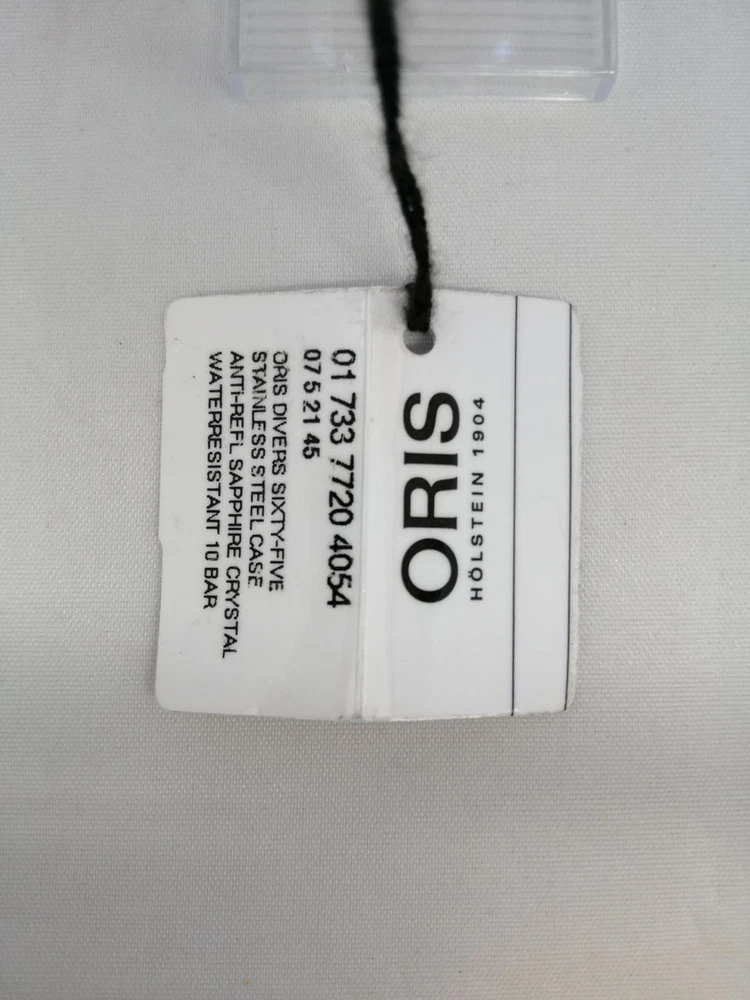 01 733 7720 4054
07 5 21 45
ORIS DIVERS SIXTY-FIVE
STAINLESS STEEL CASE
ANTI-REFL SAPPHIRE CRYSTAL
WATERRESISTANT 10 BAR
ORIS
HÖLSTEIN 1904